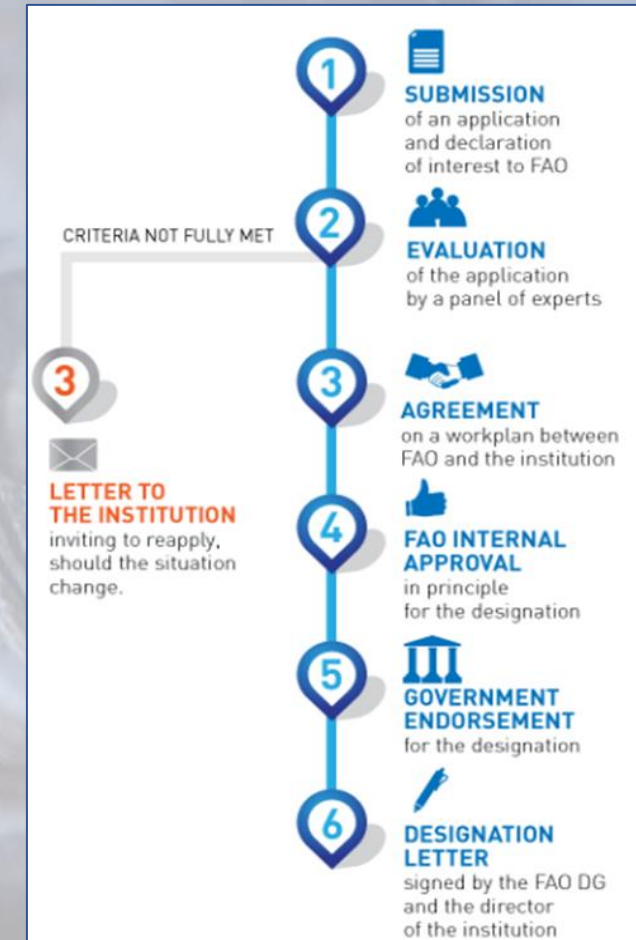 1
SUBMISSION
of an application
and declaration
of interest to FAO
2
EVALUATION
of the application
by a panel of experts
CRITERIA NOT FULLY MET
3
LETTER TO
THE INSTITUTION
inviting to reapply,
should the situation
change.
3
AGREEMENT
on a workplan between
FAO and the institution
4
FAO INTERNAL
APPROVAL
in principle
for the designation
5
GOVERNMENT
ENDORSEMENT
for the designation
6
DESIGNATION
LETTER
signed by the FAO DG
and the director
of the institution